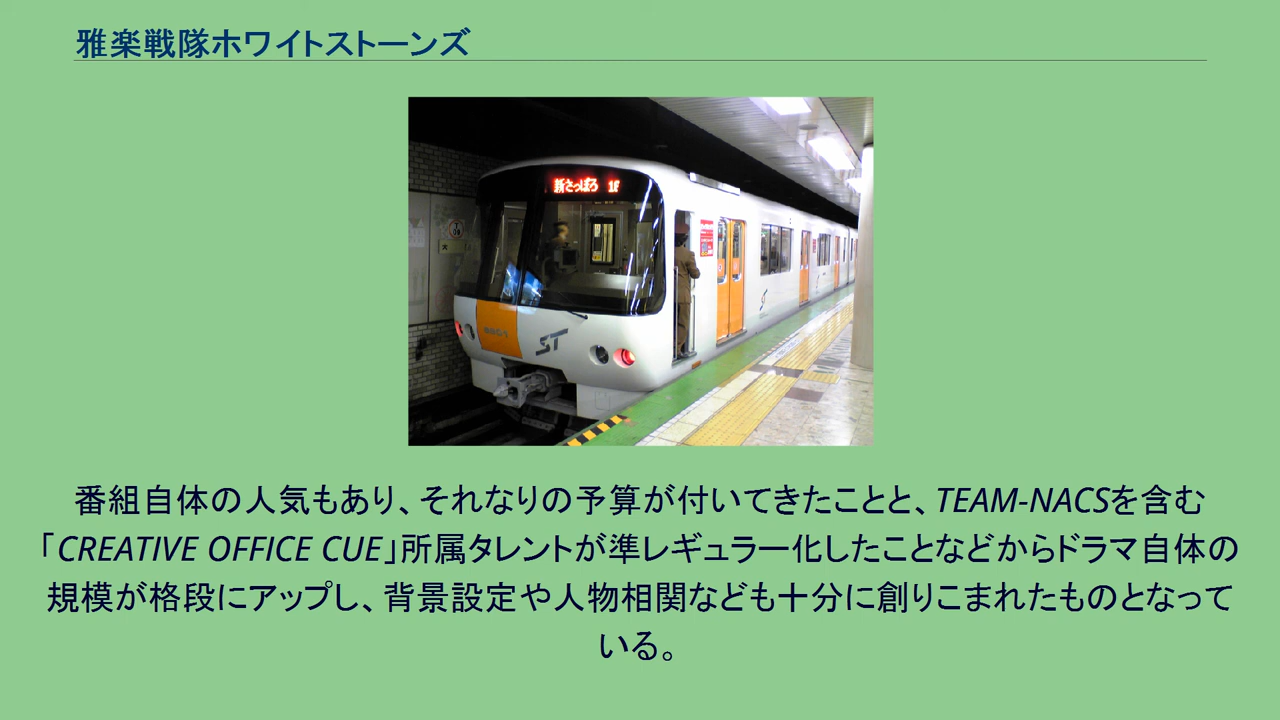 雅楽戦隊ホワイトストーンズ
新さっぽろ
ST
ST
番組自体の人気もあり、それなりの予算が付いてきたことと、TEAM-NACSを含む
「CREATIVE OFFICE CUE」所属タレントが準レギュラー化したことなどからドラマ自体の
規模が格段にアップし、背景設定や人物相関なども十分に創りこまれたものとなって
いる。